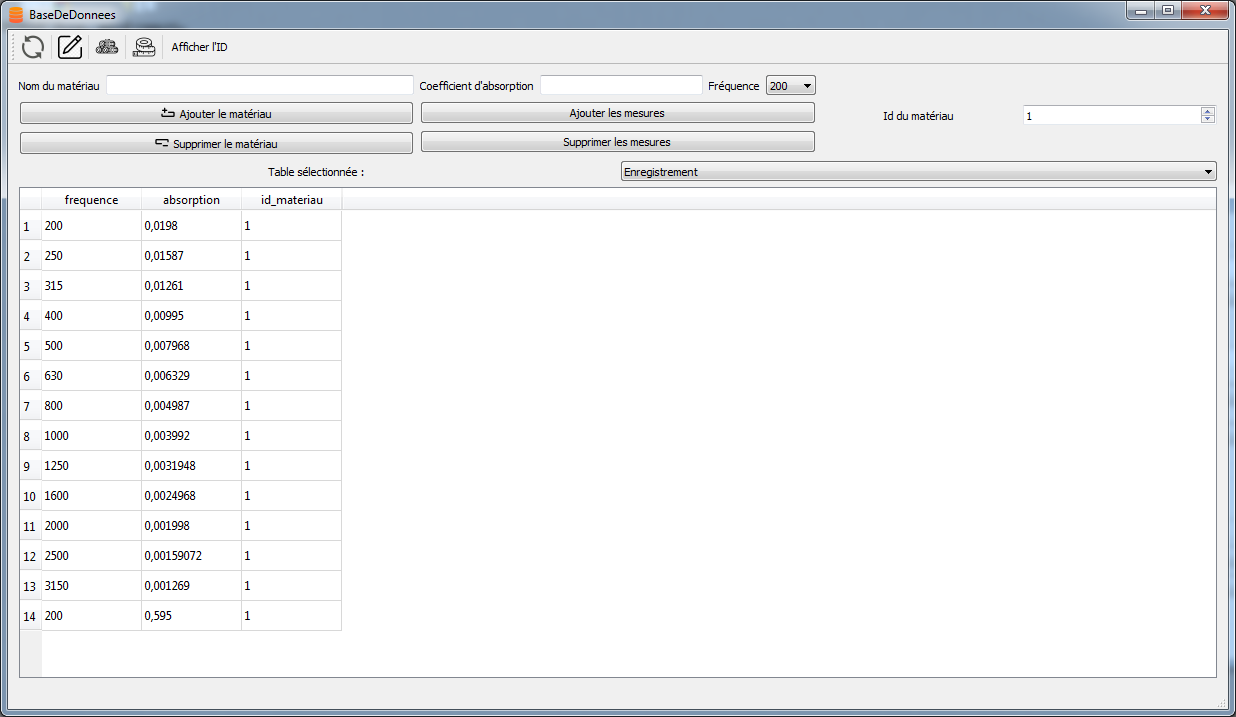 BaseDeDonnees
Afficher l'ID
Nom du matériau Coefficient d'absorption Fréquence 200
Ajouter le matériau Ajouter les mesures Id du matériau 1
Supprimer le matériau Supprimer les mesures
Table sélectionnée : Enregistrement
frequence absorption id_materiau
1 200 0,0198 1
2 250 0,01587 1
3 315 0,01261 1
4 400 0,00995 1
5 500 0,007968 1
6 630 0,006329 1
7 800 0,004987 1
8 1000 0,003992 1
9 1250 0,0031948 1
10 1600 0,0024968 1
11 2000 0,001998 1
12 2500 0,00159072 1
13 3150 0,001269 1
14 200 0,595 1